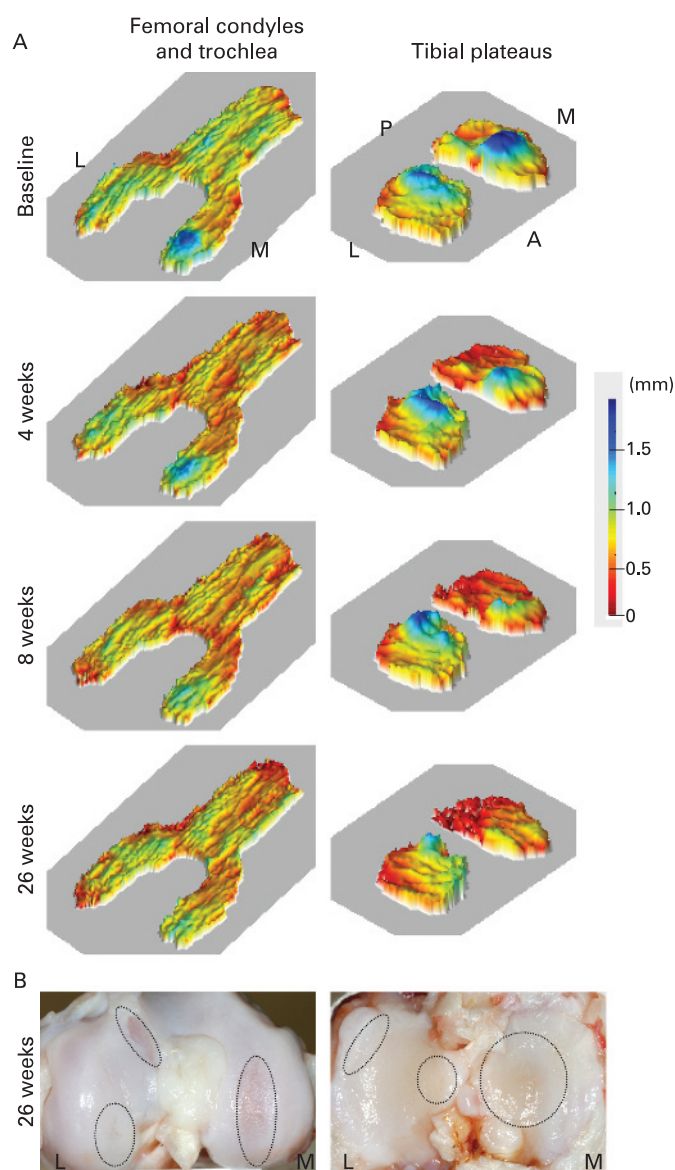 A
Femoral condyles
and trochlea
Tibial plateaus
Baseline
L
M
P
M
L
A
4 weeks
(mm)
1.5
1.0
0.5
0
8 weeks
26 weeks
B
26 weeks
L
M
L
M